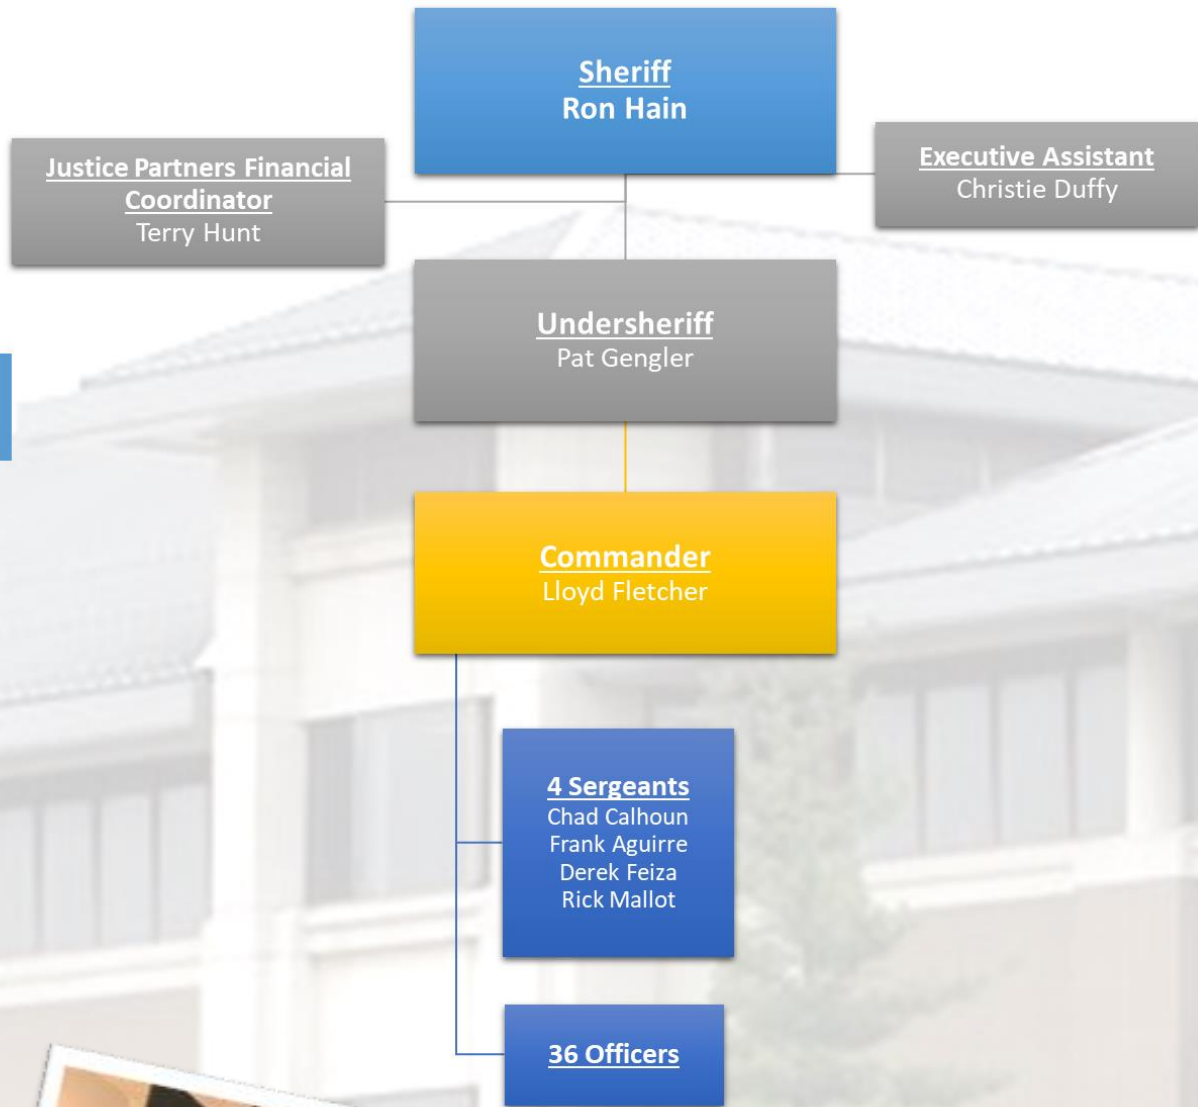 Sheriff
Ron Hain
Justice Partners Financial
Coordinator
Terry Hunt
Executive Assistant
Christie Duffy
Undersheriff
Pat Gengler
Commander
Lloyd Fletcher
4 Sergeants
Chad Calhoun
Frank Aguirre
Derek Feiza
Rick Mallot
36 Officers